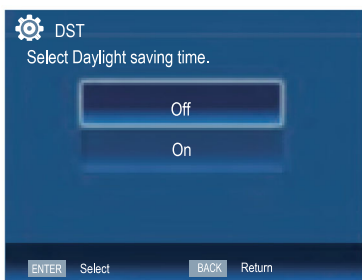 DST
Select Daylight saving time.
Off
On
ENTER Select BACK Return